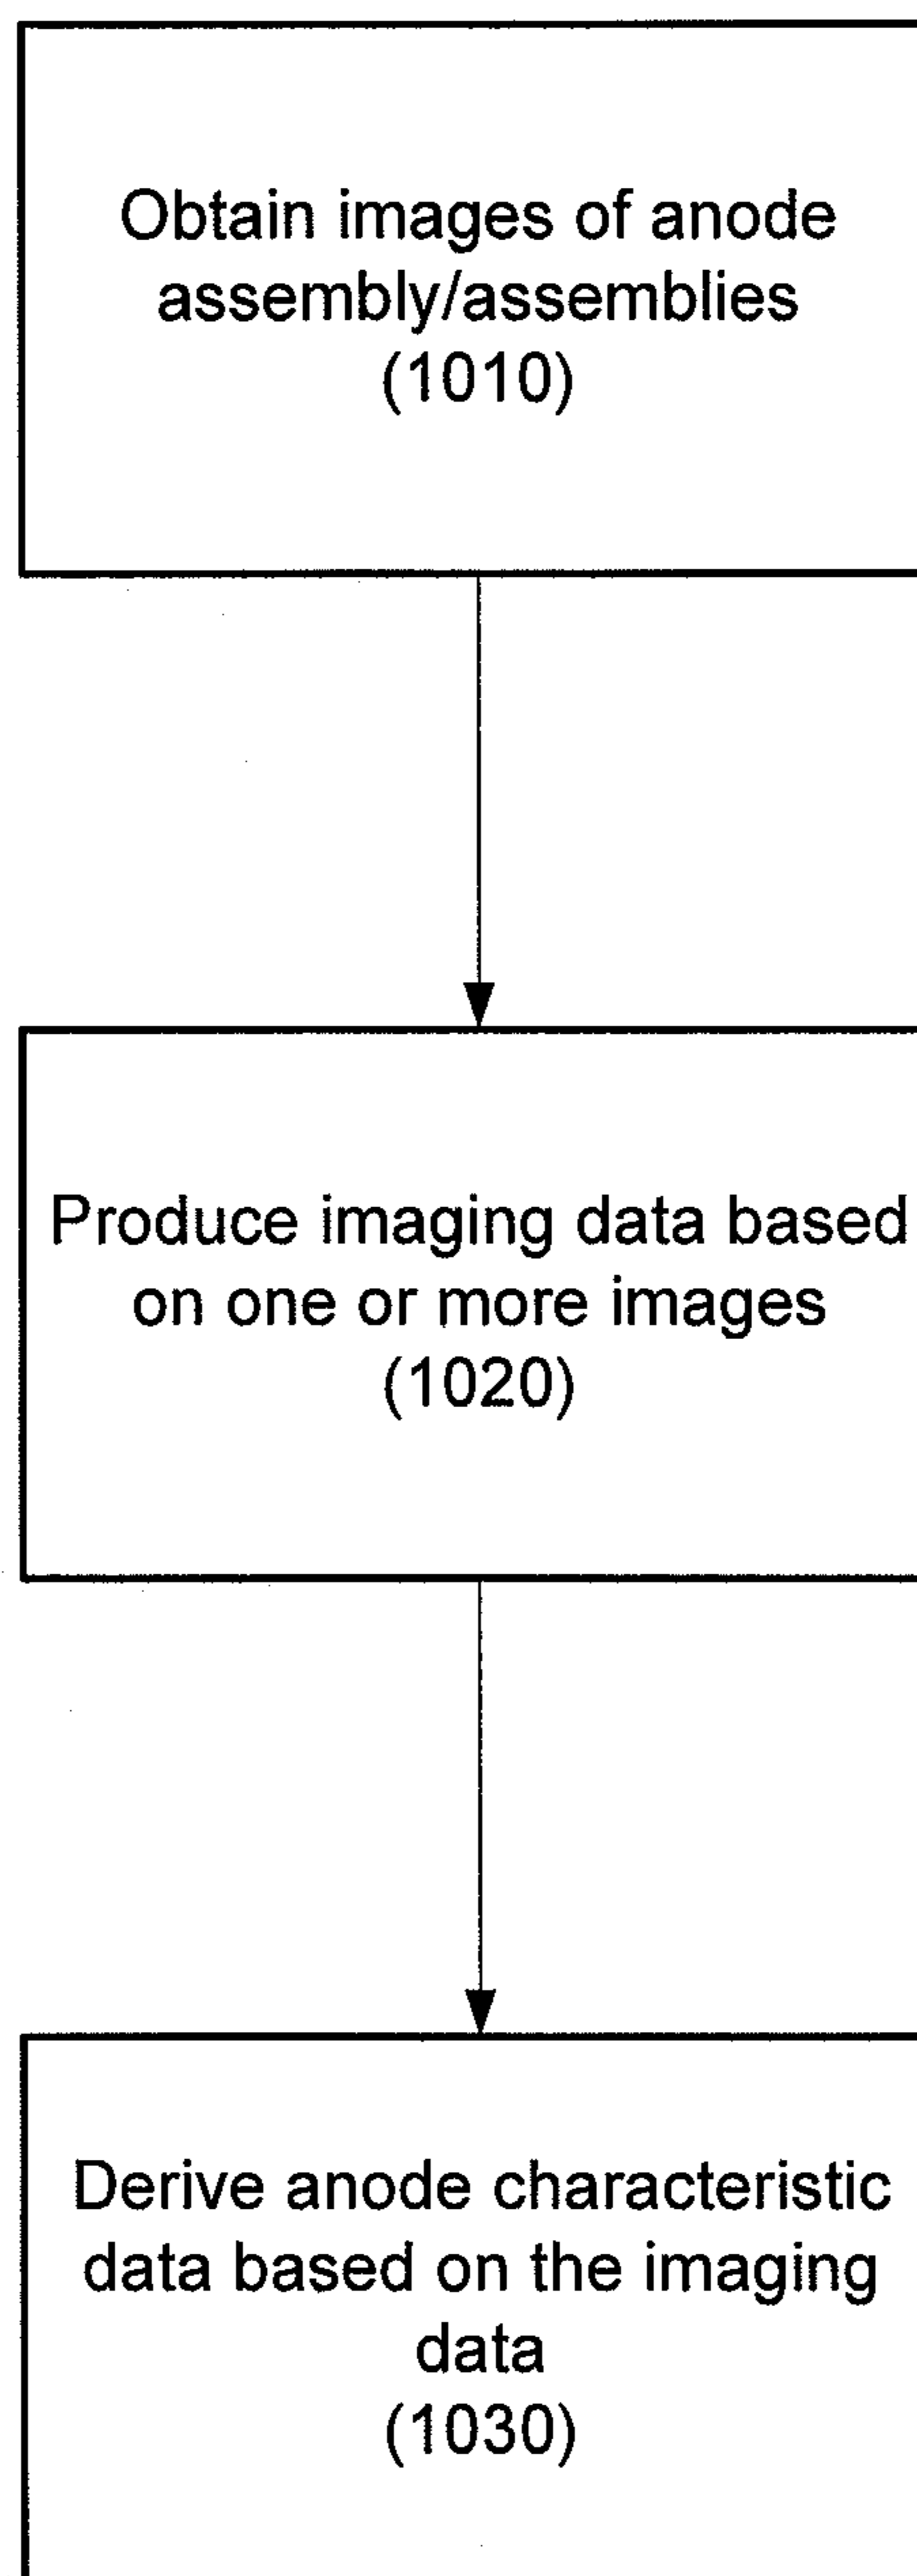 Obtain images of anode
assembly/assemblies
(1010)
Produce imaging data based
on one or more images
(1020)
Derive anode characteristic
data based on the imaging
data
(1030)